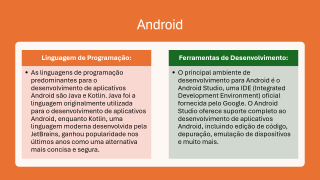 Android
Linguagem de Programação:
• As linguagens de programação
predominantes para o
desenvolvimento de aplicativos
Android são Java e Kotlin. Java foi a
linguagem originalmente utilizada
para o desenvolvimento de aplicativos
Android, enquanto Kotlin, uma
linguagem moderna desenvolvida pela
JetBrains, ganhou popularidade nos
últimos anos como uma alternativa
mais concisa e segura.
Ferramentas de Desenvolvimento:
• O principal ambiente de
desenvolvimento para Android é o
Android Studio, uma IDE (Integrated
Development Environment) oficial
fornecida pelo Google. O Android
Studio oferece suporte completo ao
desenvolvimento de aplicativos
Android, incluindo edição de código,
depuração, emulação de dispositivos
e muito mais.